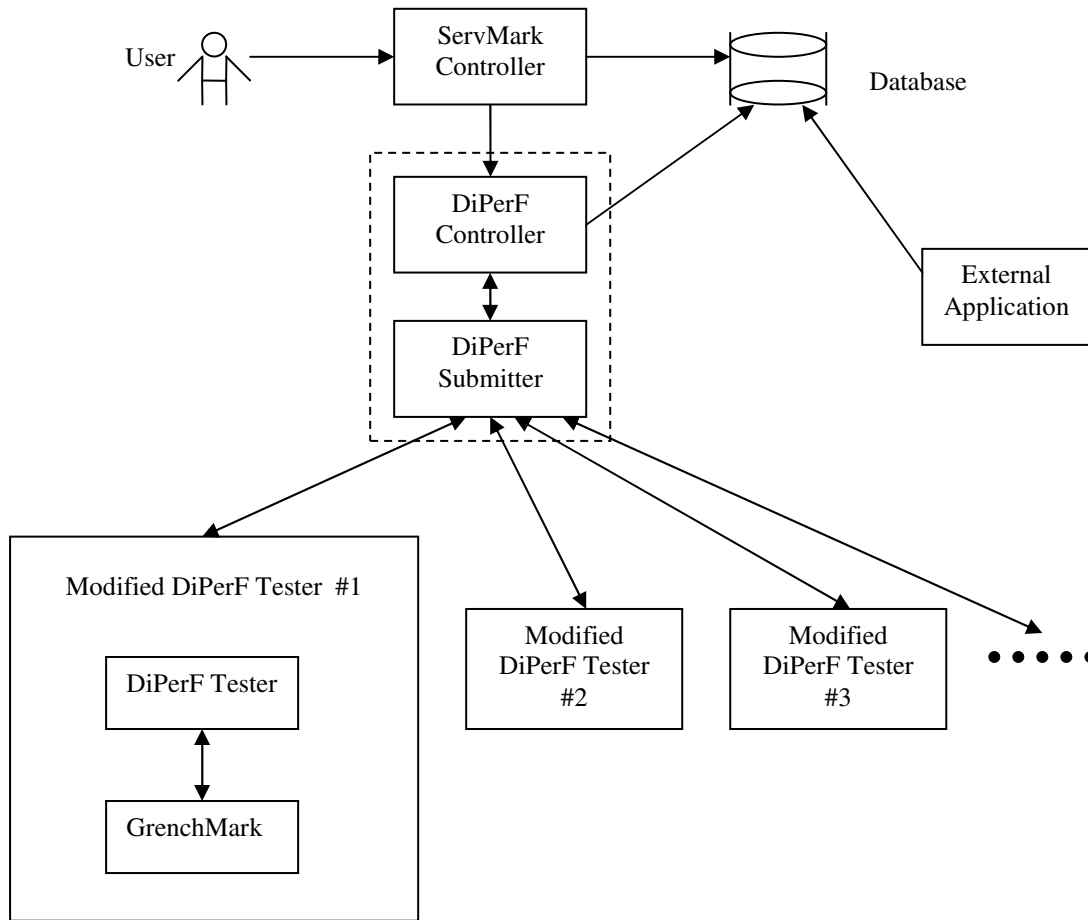 User
ServMark
Controller
Database
DiPerF
Controller
External
Application
DiPerF
Submitter
Modified DiPerF Tester #1
DiPerF Tester
GrenchMark
Modified
DiPerF Tester
#2
Modified
DiPerF Tester
#3